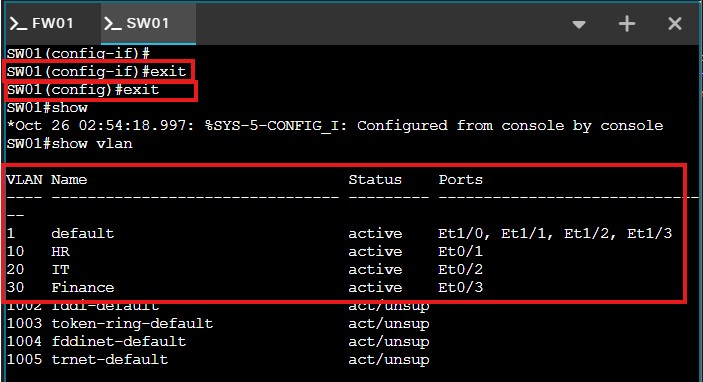 FW01 SW01
SW01(config-if)#
SW01(config-if)#exit
SW01(config)#exit
SW01#show
*Oct 26 02:54:18.997: %SYS-5-CONFIG_I: Configured from console by console
SW01#show vlan
VLAN Name Status Ports
---- -------------------------------- --------- -----------------------------
--
1 default active Et1/0, Et1/1, Et1/2, Et1/3
10 HR active Et0/1
20 IT active Et0/2
30 Finance active Et0/3
1002 fddi-default act/unsup
1003 token-ring-default act/unsup
1004 fddinet-default act/unsup
1005 trnet-default act/unsup